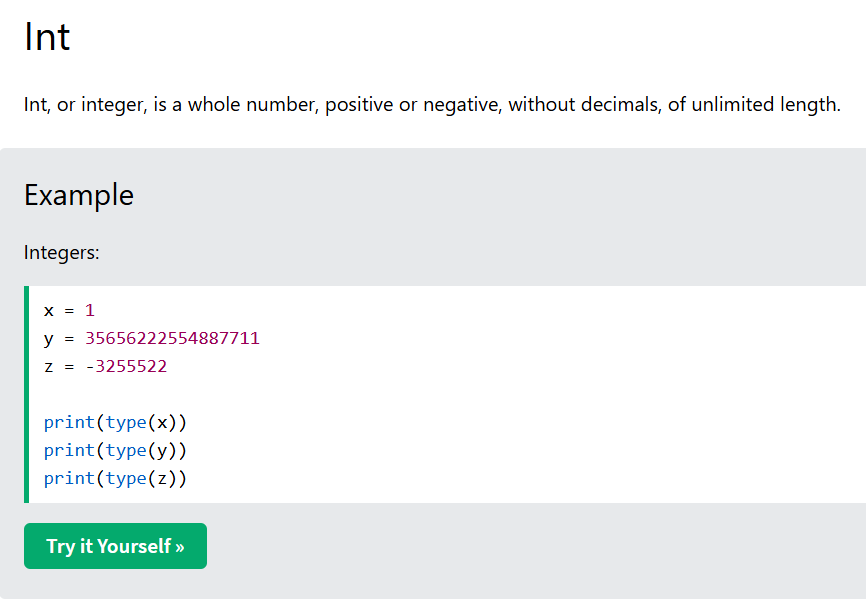 Int
Int, or integer, is a whole number, positive or negative, without decimals, of unlimited length.
Example
Integers:
x = 1
y = 35656222554887711
z = -3255522
print(type(x))
print(type(y))
print(type(z))
Try it Yourself »